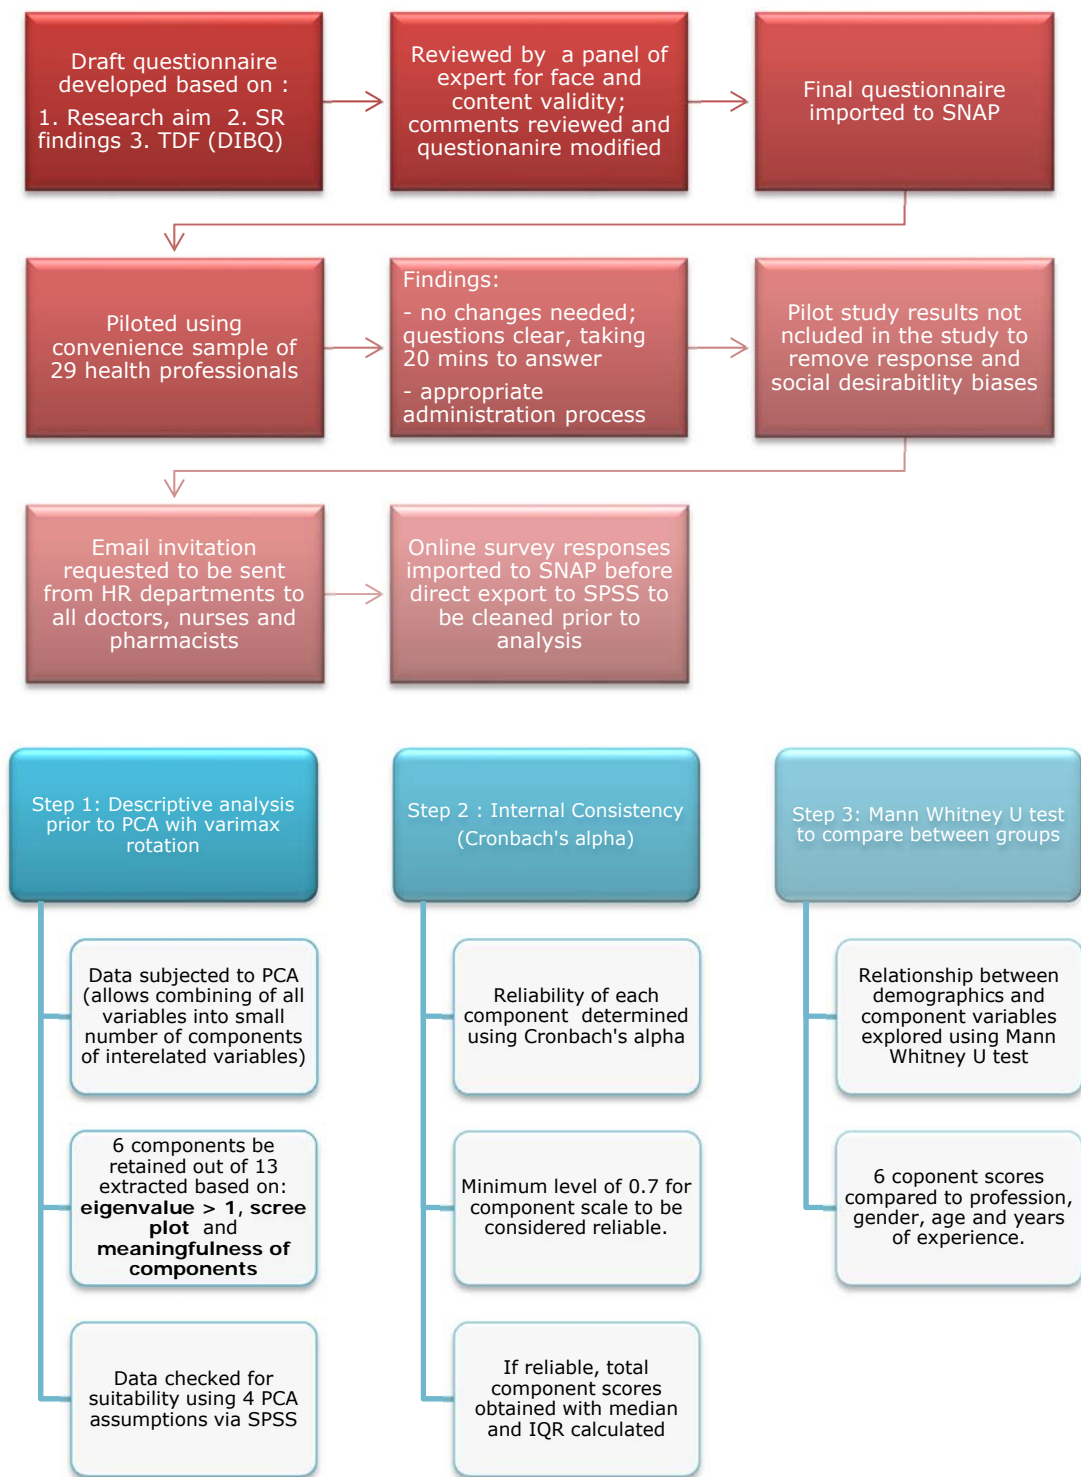 Draft questionnaire
developed based on :
1. Research aim  2. SR
findings 3. TDF (DIBQ)
Reviewed by  a panel of
expert for face and
content validity;
comments reviewed and
questionanire modified
Final questionnaire
imported to SNAP
Piloted using
convenience sample of
29 health professionals
Findings:
- no changes needed;
questions clear, taking
20 mins to answer
- appropriate
administration process
Pilot study results not
ncluded in the study to
remove response and
social desirabitlity biases
Email invitation
requested to be sent
from HR departments to
all doctors, nurses and
pharmacists
Online survey responses
imported to SNAP before
direct export to SPSS to
be cleaned prior to
analysis
Step 1: Descriptive analysis
prior to PCA wih varimax
rotation
Data subjected to PCA
(allows combining of all
variables into small
number of components
of interelated variables)
6 components be
retained out of 13
extracted based on:
eigenvalue > 1, scree
plot  and
meaningfulness of
components
Data checked for
suitability using 4 PCA
assumptions via SPSS
Step 2 : Internal Consistency
(Cronbach's alpha)
Reliability of each
component  determined
using Cronbach's alpha
Minimum level of 0.7 for
component scale to be
considered reliable.
If reliable, total
component scores
obtained with median
and IQR calculated
Step 3: Mann Whitney U test
to compare between groups
Relationship between
demographics and
component variables
explored using Mann
Whitney U test
6 coponent scores
compared to profession,
gender, age and years
of experience.